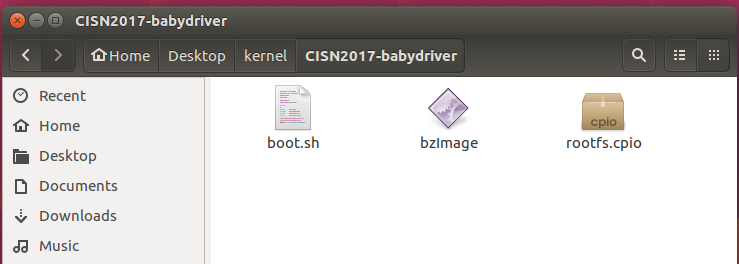 CISN2017-babydriver
Home Desktop kernel CISN2017-babydriver
Recent
Home
Desktop
Documents
Downloads
Music
boot.sh bzImage cpio rootfs.cpio